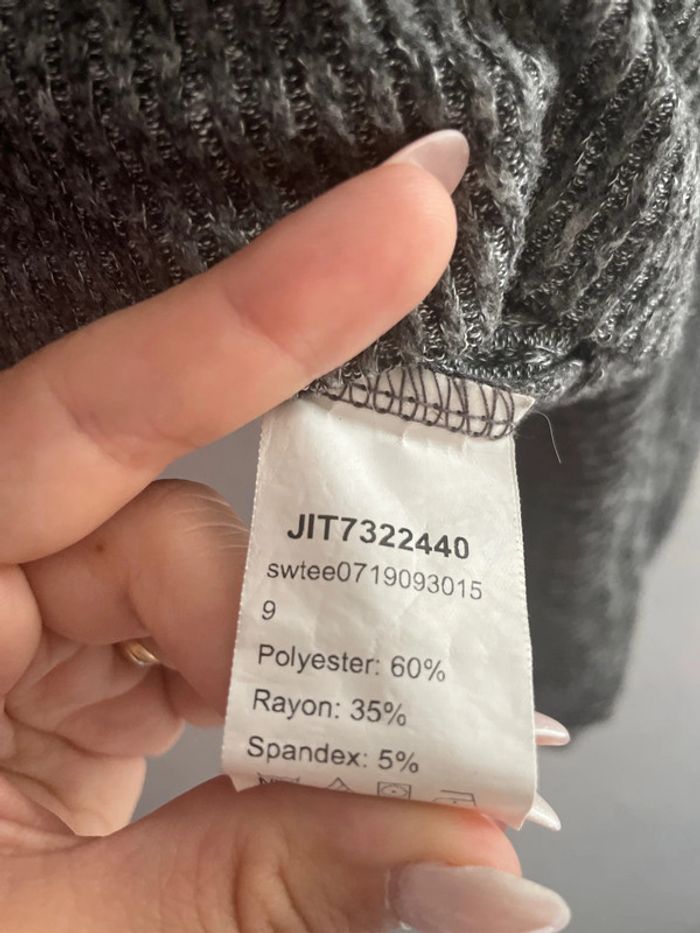 JIT7322440
swtee0719093015
9
Polyester: 60%
Rayon: 35%
Spandex: 5%